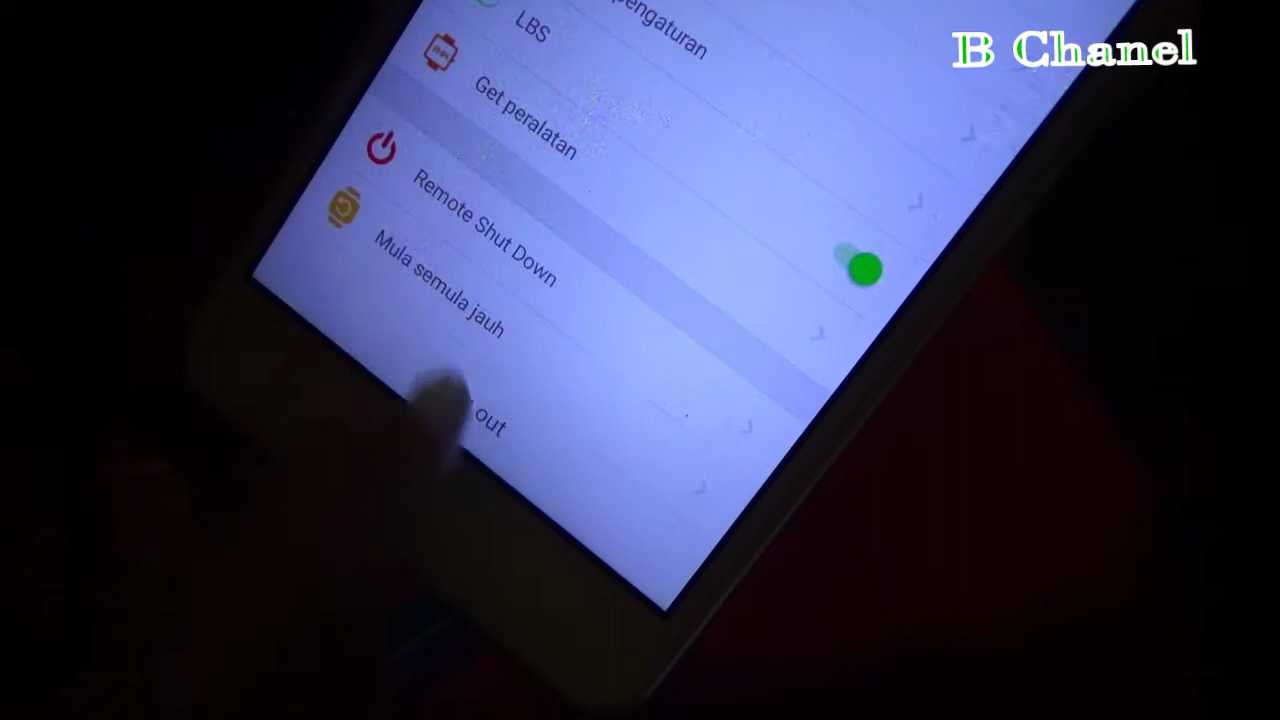 B Chanel
pengaturan
LBS
Get peralatan
Remote Shut Down
Mula semula jauh
out